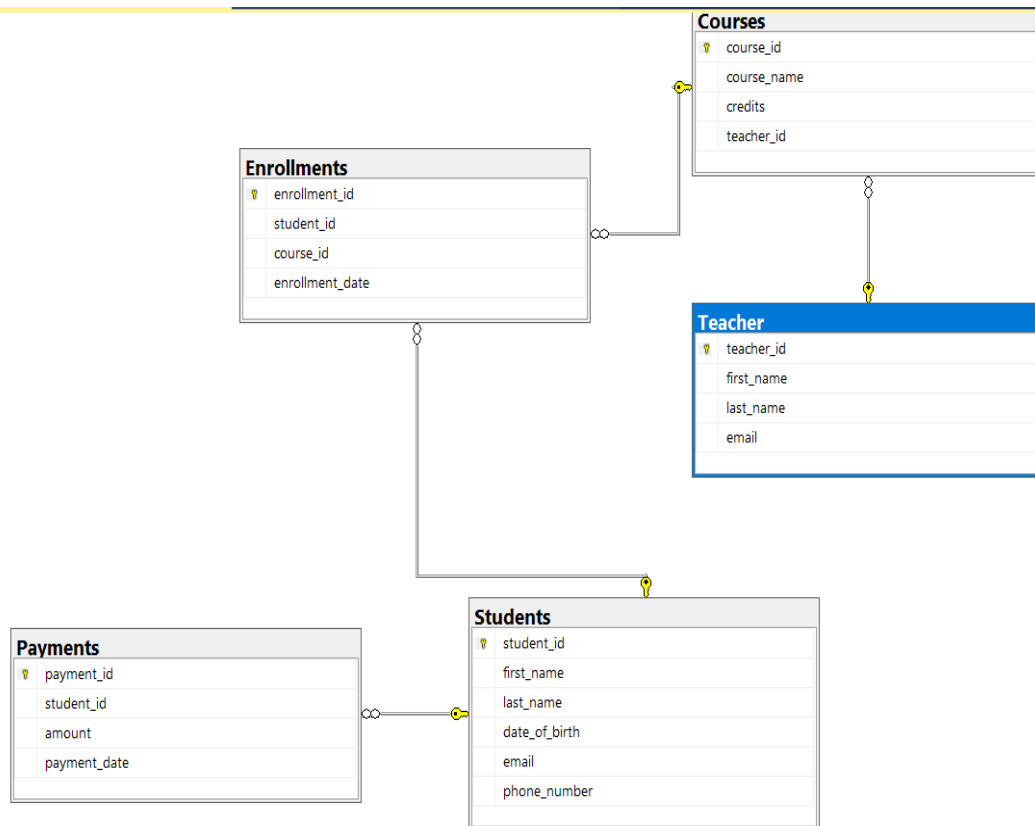 Courses
course_id
course_name
credits
teacher_id
Enrollments
enrollment_id
student_id
course_id
enrollment_date
Teacher
teacher_id
first_name
last_name
email
Students
student_id
first_name
last_name
date_of_birth
email
phone_number
Payments
payment_id
student_id
amount
payment_date